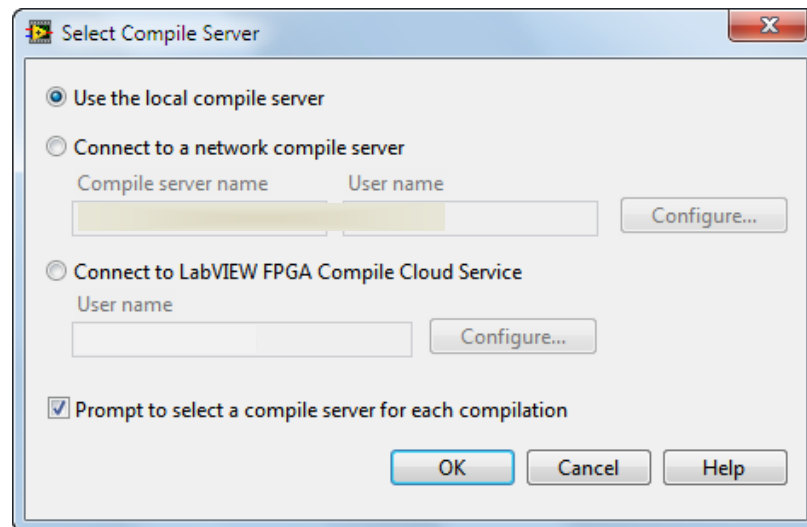 Select Compile Server
Use the local compile server
Connect to a network compile server
Compile server name User name
Configure...
Connect to LabVIEW FPGA Compile Cloud Service
User name
Configure...
Prompt to select a compile server for each compilation
OK Cancel Help